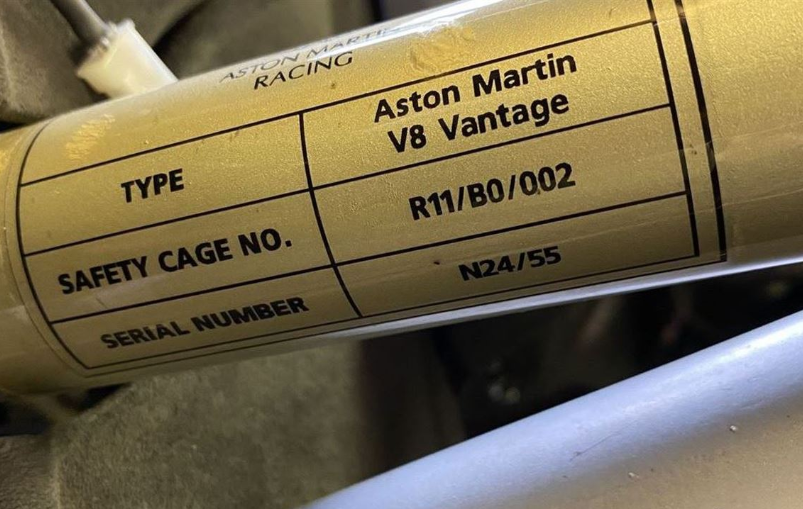 ASTON MARTIN
RACING
TYPE
Aston Martin
V8 Vantage
SAFETY CAGE NO.
R11/B0/002
SERIAL NUMBER
N24/55